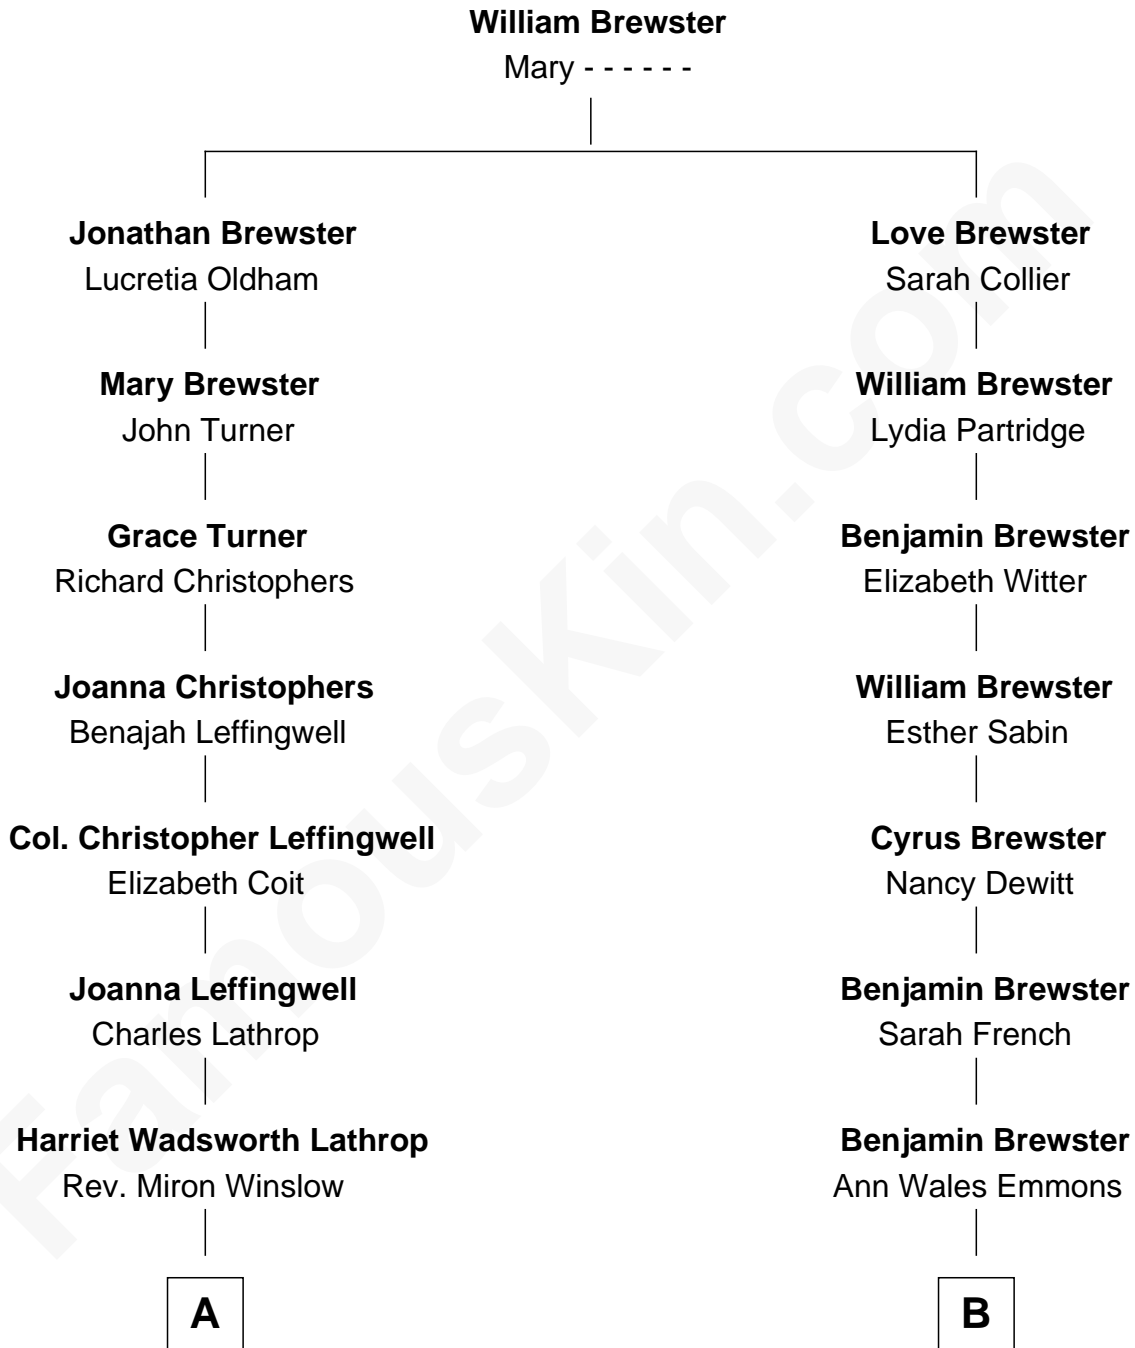 William Brewster
Mary - - - - - -
Jonathan Brewster
Lucretia Oldham
Love Brewster
Sarah Collier
Mary Brewster
John Turner
William Brewster
Lydia Partridge
Grace Turner
Richard Christophers
Benjamin Brewster
Elizabeth Witter
Joanna Christophers
Benajah Leffingwell
William Brewster
Esther Sabin
Col. Christopher Leffingwell
Elizabeth Coit
Cyrus Brewster
Nancy Dewitt
Joanna Leffingwell
Charles Lathrop
Benjamin Brewster
Sarah French
Harriet Wadsworth Lathrop
Rev. Miron Winslow
Benjamin Brewster
Ann Wales Emmons
A
B
FamousKin.com